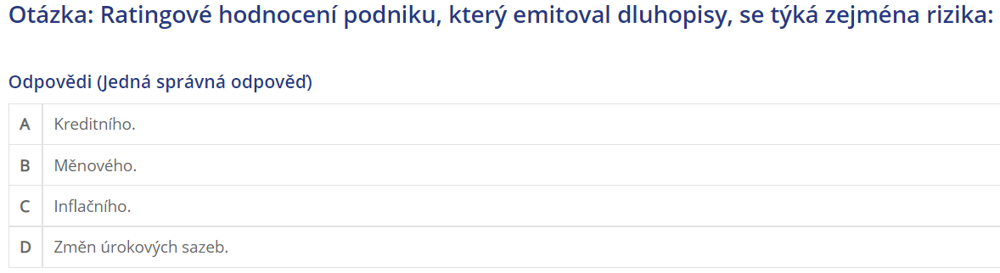 Otázka: Ratingové hodnocení podniku, který emitoval dluhopisy, se týká zejména rizika:
Odpovědi (Jedná správná odpověď)
A Kreditního.
B Měnového.
C Inflačního.
D Změn úrokových sazeb.